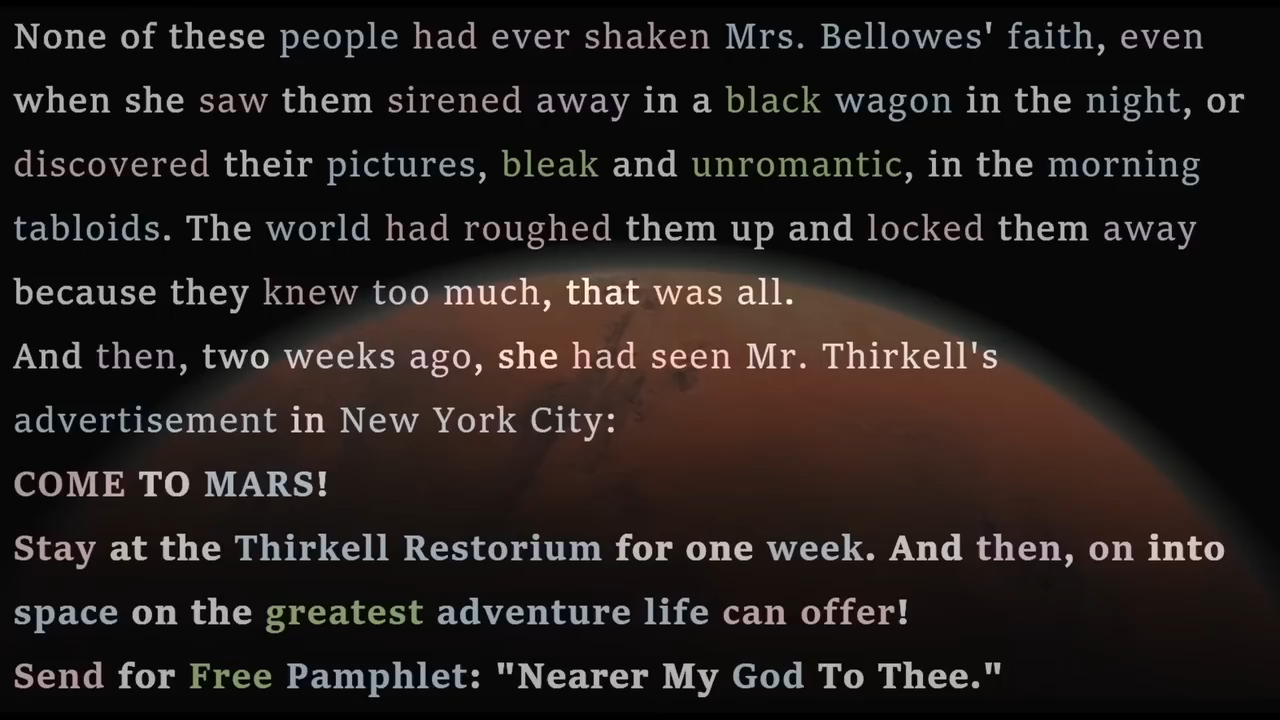 None of these people had ever shaken Mrs. Bellowes' faith, even
when she saw them sirened away in a black wagon in the night, or
discovered their pictures, bleak and unromantic, in the morning
tabloids. The world had roughed them up and locked them away
because they knew too much, that was all.
And then, two weeks ago, she had seen Mr. Thirkell's
advertisement in New York City:
COME TO MARS!
Stay at the Thirkell Restorium for one week. And then, on into
space on the greatest adventure life can offer!
Send for Free Pamphlet: "Nearer My God To Thee."